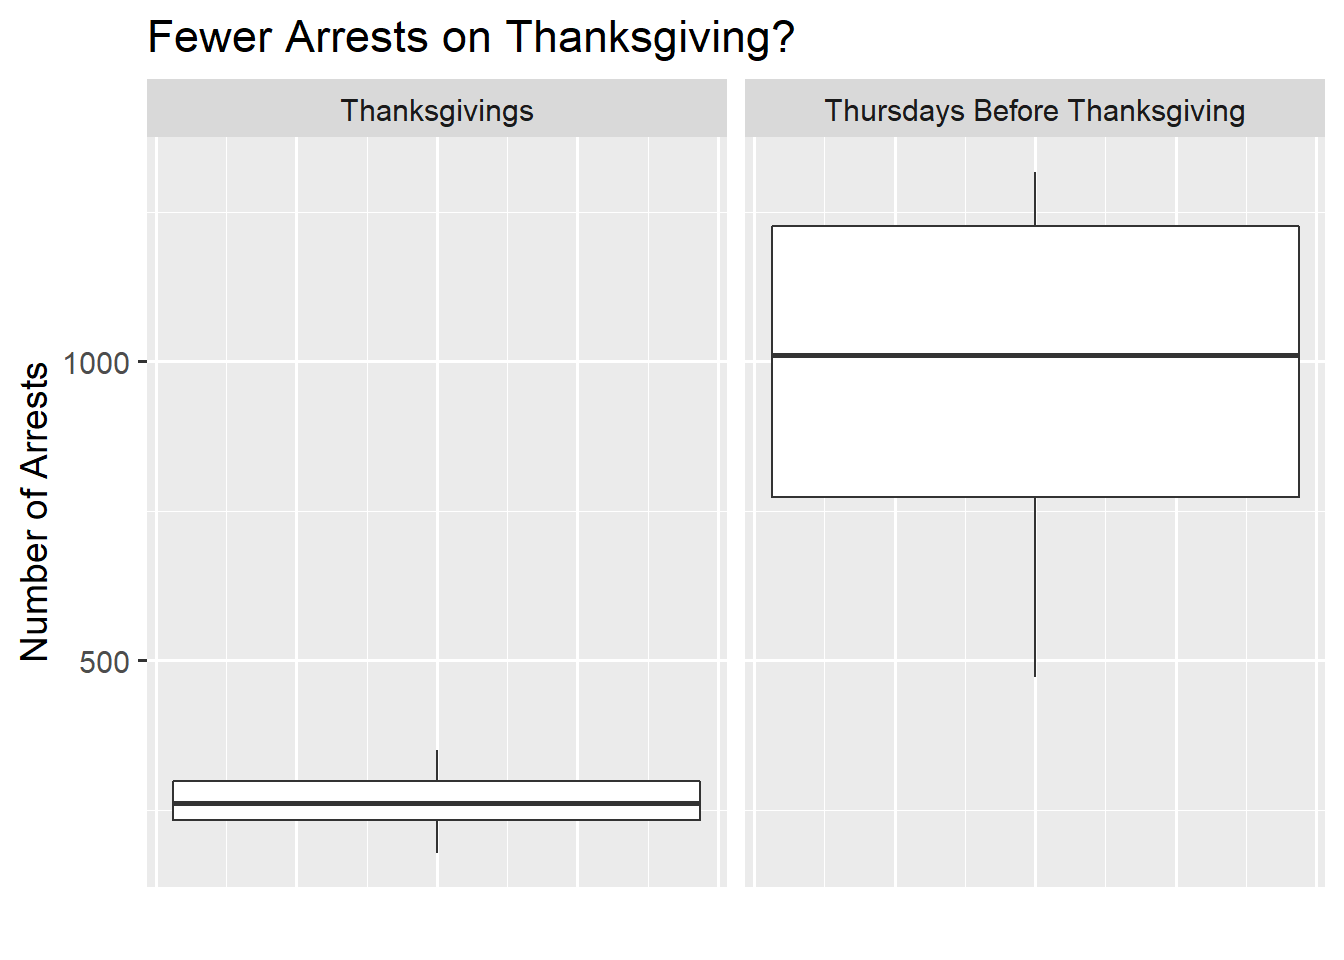 Fewer Arrests on Thanksgiving?
Thanksgivings
Thursdays Before Thanksgiving
Number of Arrests
1000
500